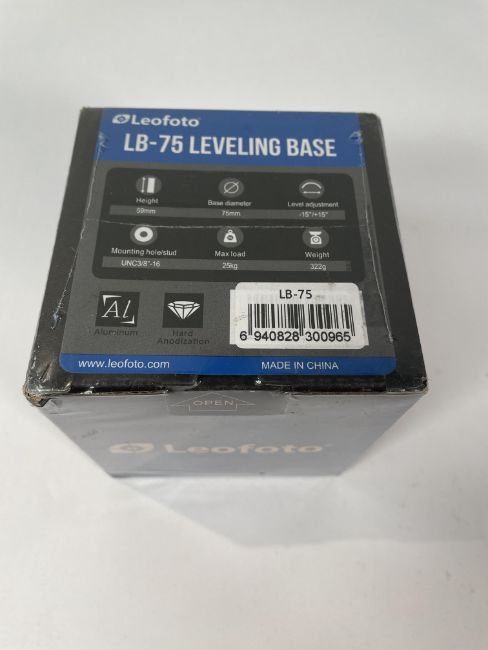 Leofoto
LB-75 LEVELING BASE
Height
59mm
Base diameter
75mm
Level adjustment
-15°/+15°
Mounting hole/stud
UNC3/8"-16
Max load
25kg
Weight
322g
AL
Aluminum
Hard
Anodization
LB-75
6 940828 300965
www.leofoto.com
MADE IN CHINA
OPEN
Leofoto